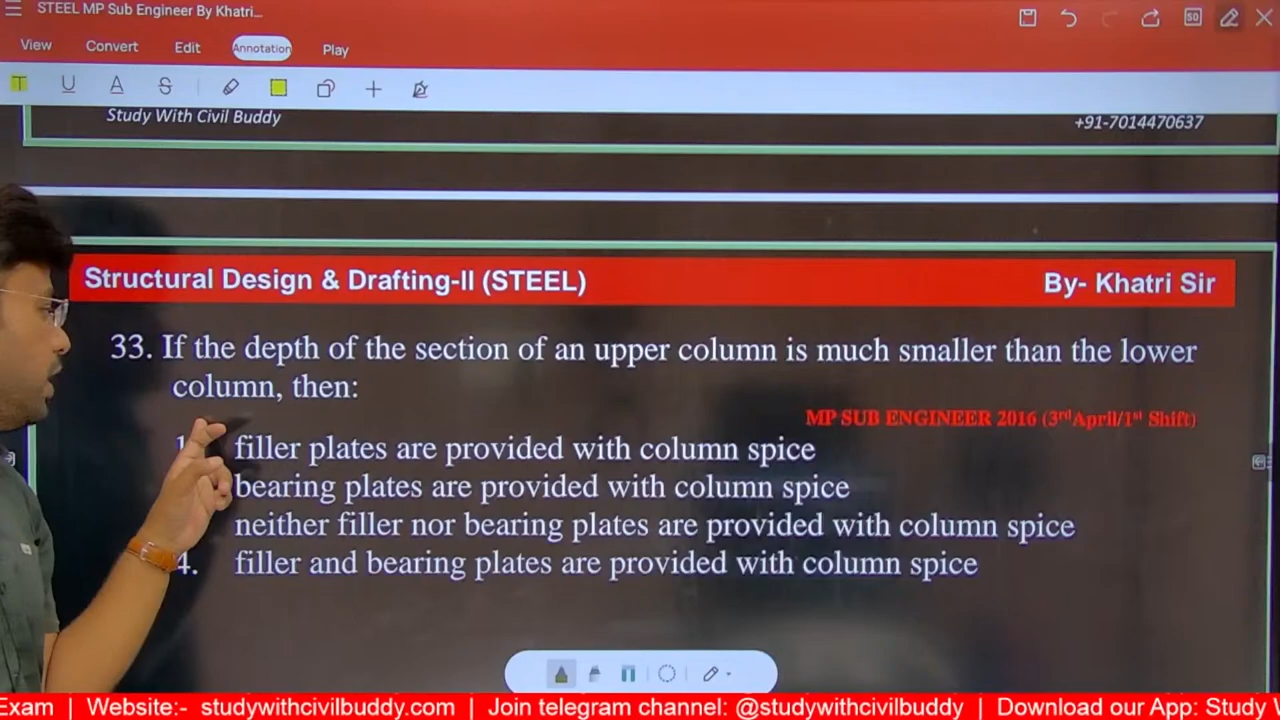 STEEL MP Sub Engineer By Khatri...
50
View Convert Edit Annotation Play
T U A S
Study With Civil Buddy
+91-7014470637
Structural Design & Drafting-II (STEEL)
By- Khatri Sir
33. If the depth of the section of an upper column is much smaller than the lower
column, then:
MP SUB ENGINEER 2016 (3rd April/1st Shift)
1. filler plates are provided with column spice
bearing plates are provided with column spice
neither filler nor bearing plates are provided with column spice
4. filler and bearing plates are provided with column spice
Exam | Website:- studywithcivilbuddy.com | Join telegram channel: @studywithcivilbuddy | Download our App: Study